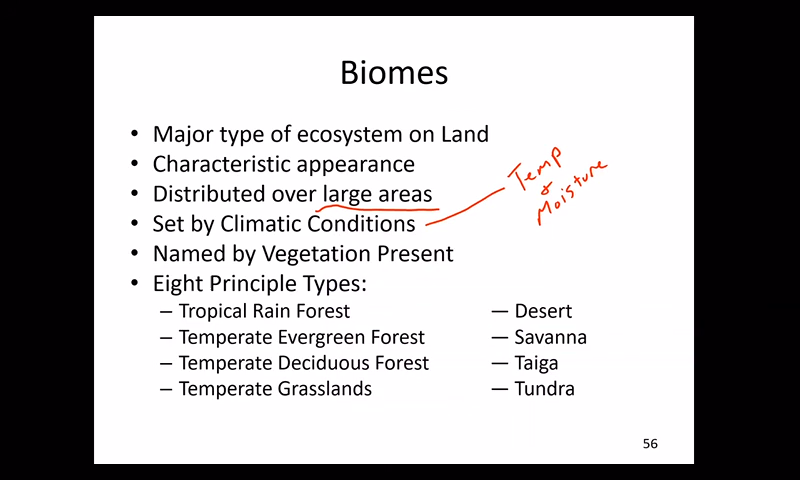 Biomes
• Major type of ecosystem on Land
• Characteristic appearance
• Distributed over large areas
• Set by Climatic Conditions
Temp
&
Moisture
• Named by Vegetation Present
• Eight Principle Types:
– Tropical Rain Forest
– Temperate Evergreen Forest
– Temperate Deciduous Forest
– Temperate Grasslands
— Desert
— Savanna
— Taiga
— Tundra
56